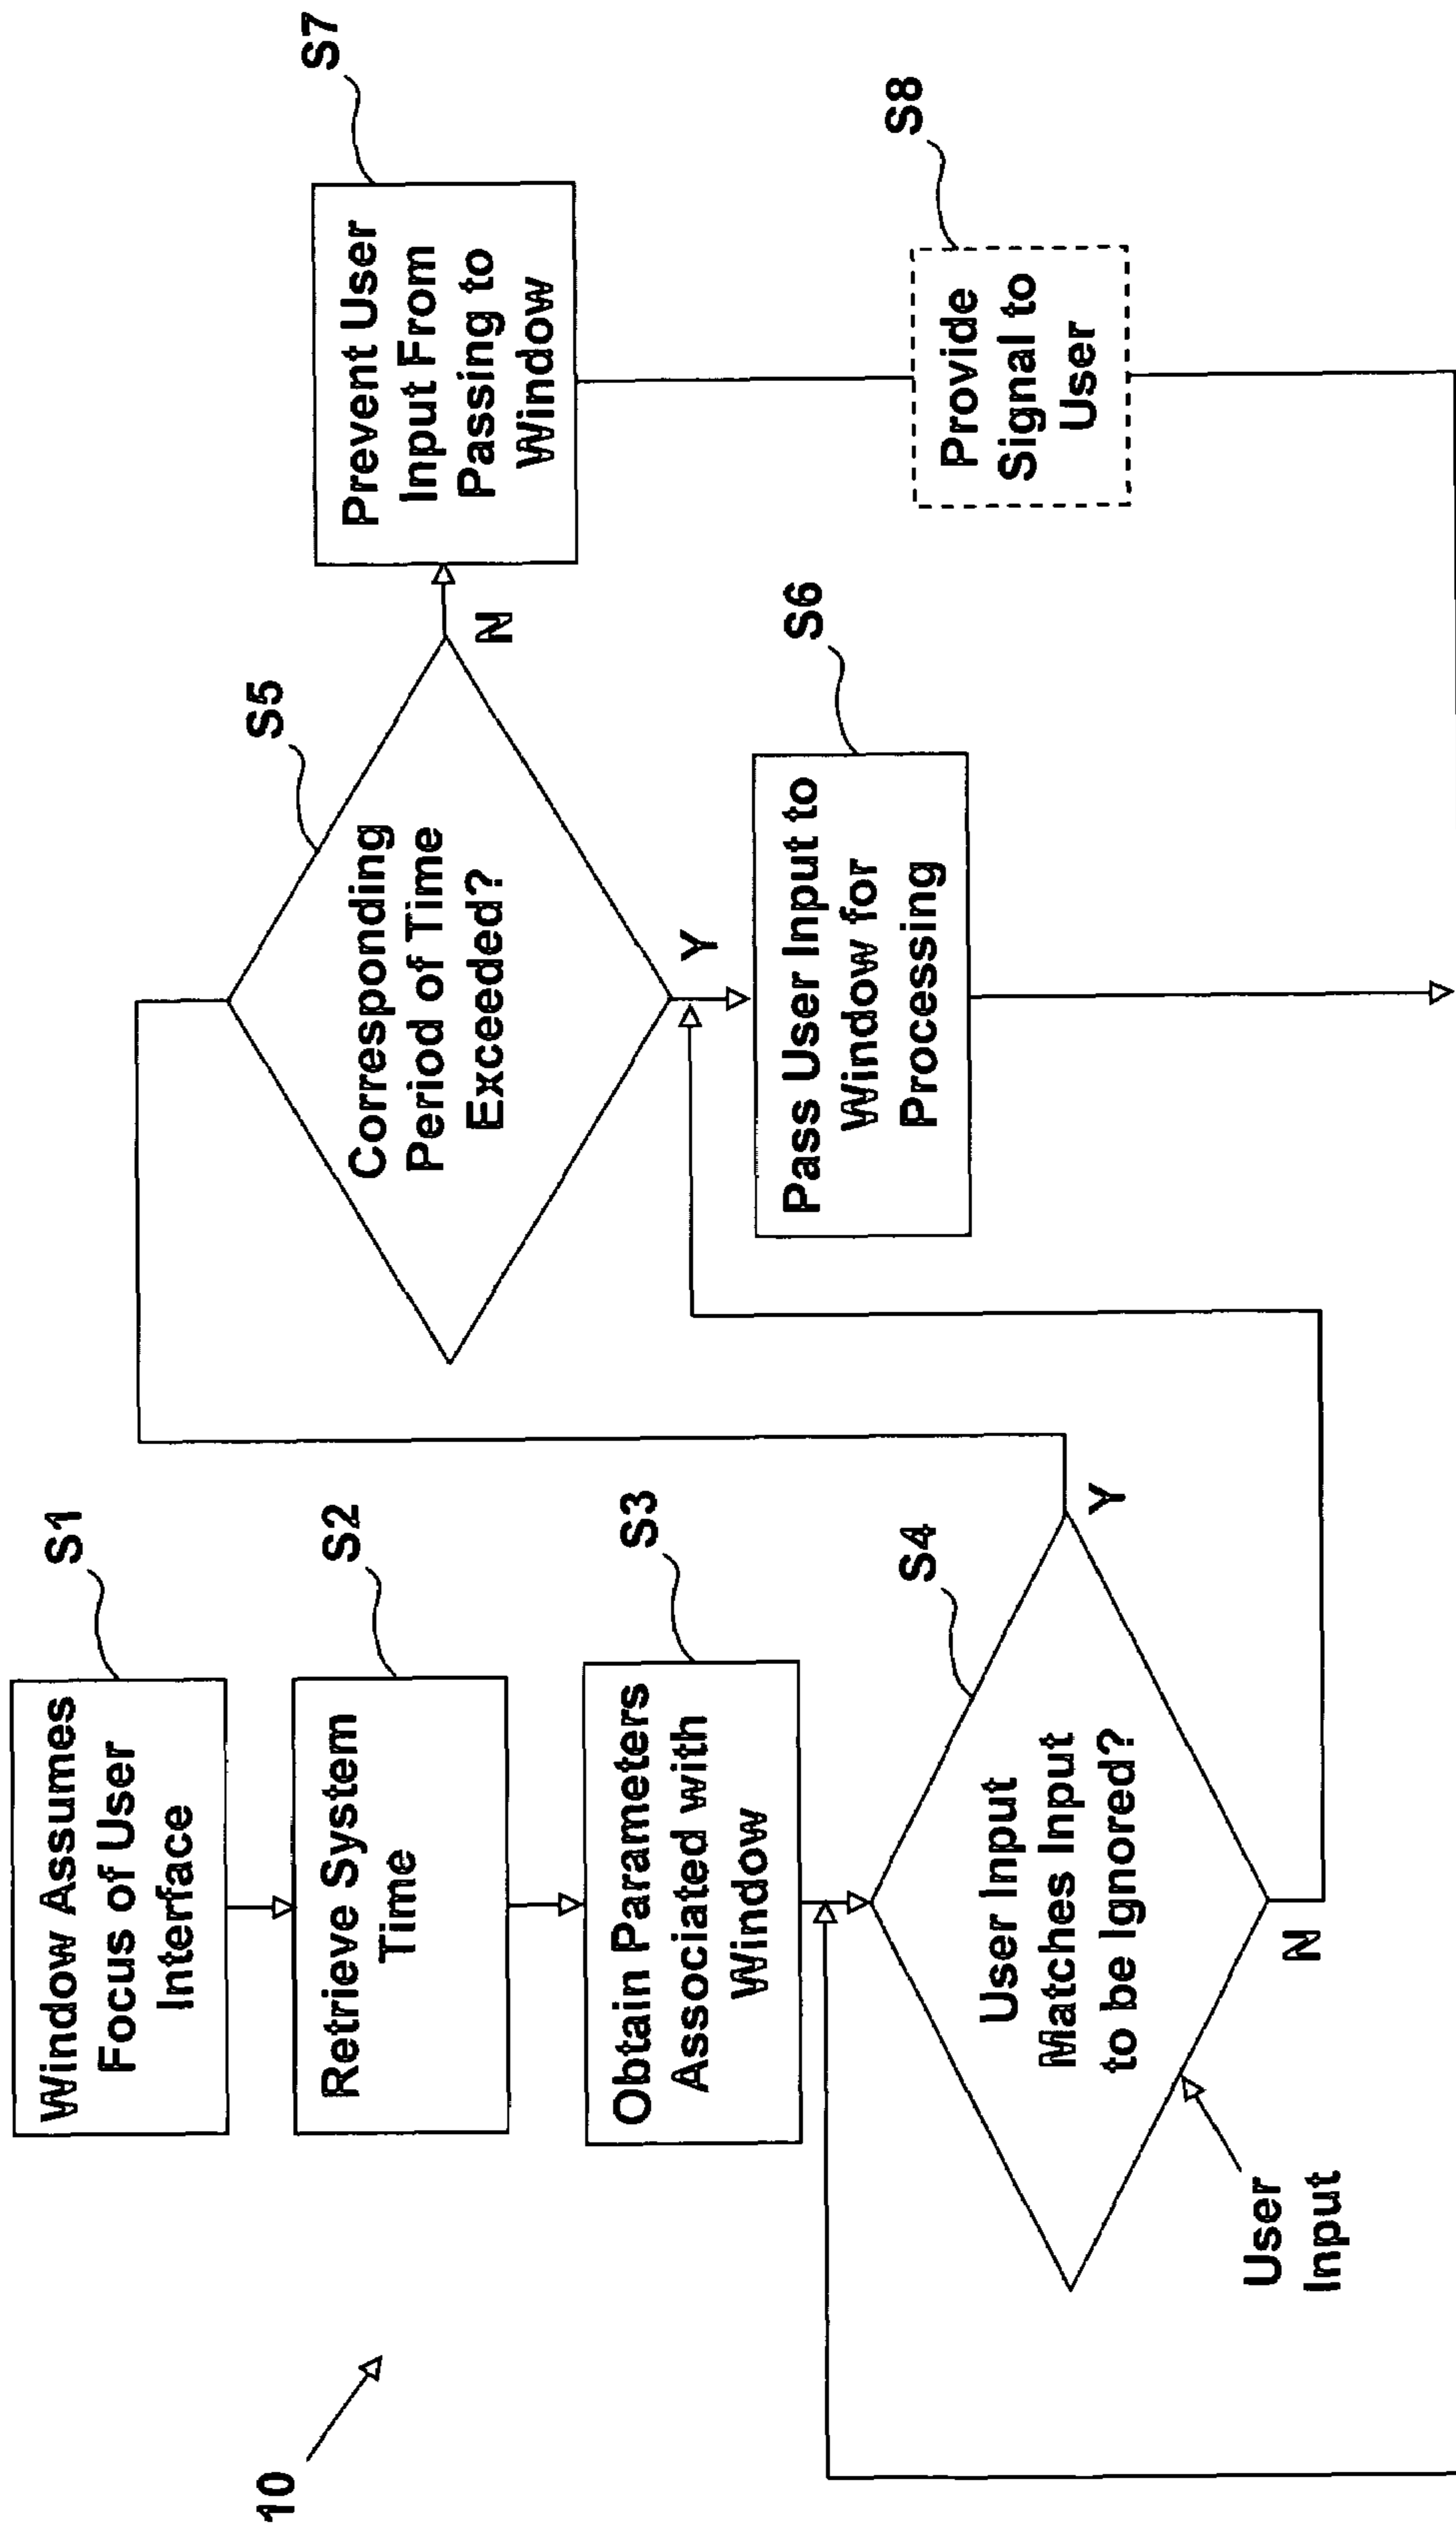 10
Window Assumes
Focus of User
Interface
S1
Retrieve System
Time
S2
Obtain Parameters
Associated with
Window
S3
User Input
Matches Input
to be Ignored?
S4
User
Input
Y
N
Corresponding
Period of Time
Exceeded?
S5
Y
N
Pass User Input to
Window for
Processing
S6
Prevent User
Input From
Passing to
Window
S7
Provide
Signal to
User
S8